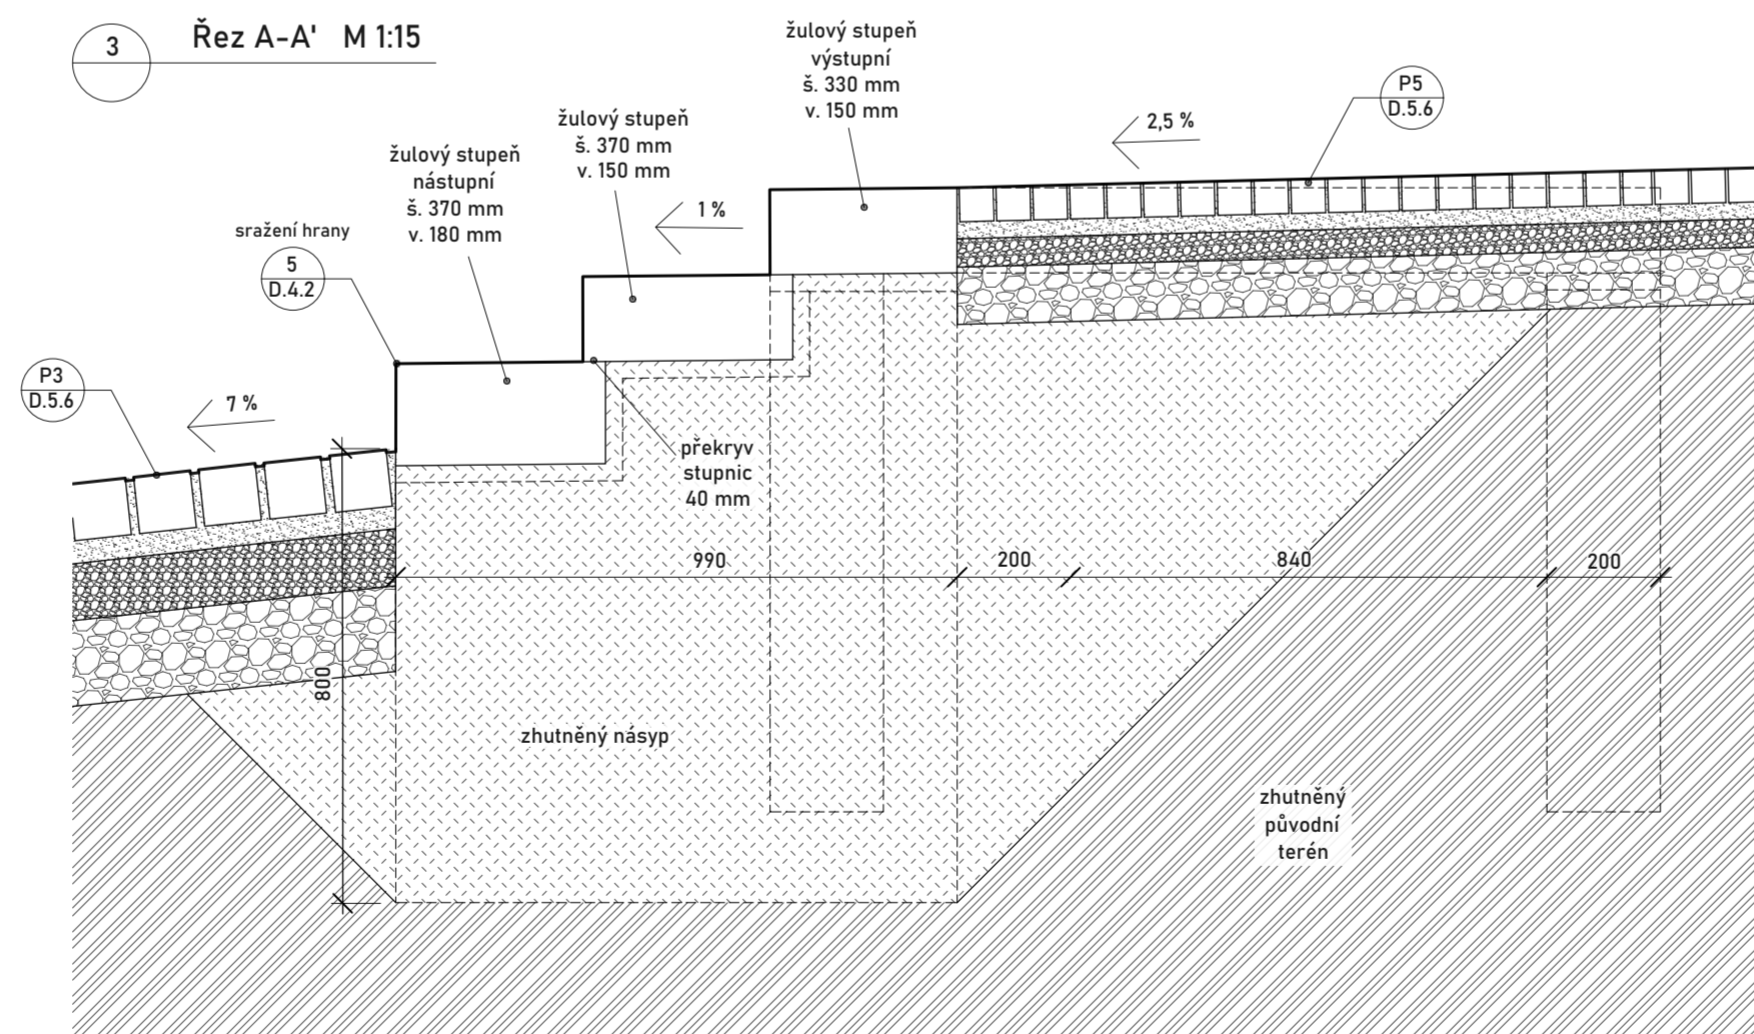 3
Řez A-A' M 1:15
žulový stupeň
výstupní
š. 330 mm
v. 150 mm
P5
D.5.6
2,5 %
žulový stupeň
š. 370 mm
v. 150 mm
žulový stupeň
nástupní
š. 370 mm
v. 180 mm
1 %
sražení hrany
5
D.4.2
P3
D.5.6
7 %
překryv
stupnic
40 mm
990
200
840
200
800
zhutněný násyp
zhutněný
původní
terén